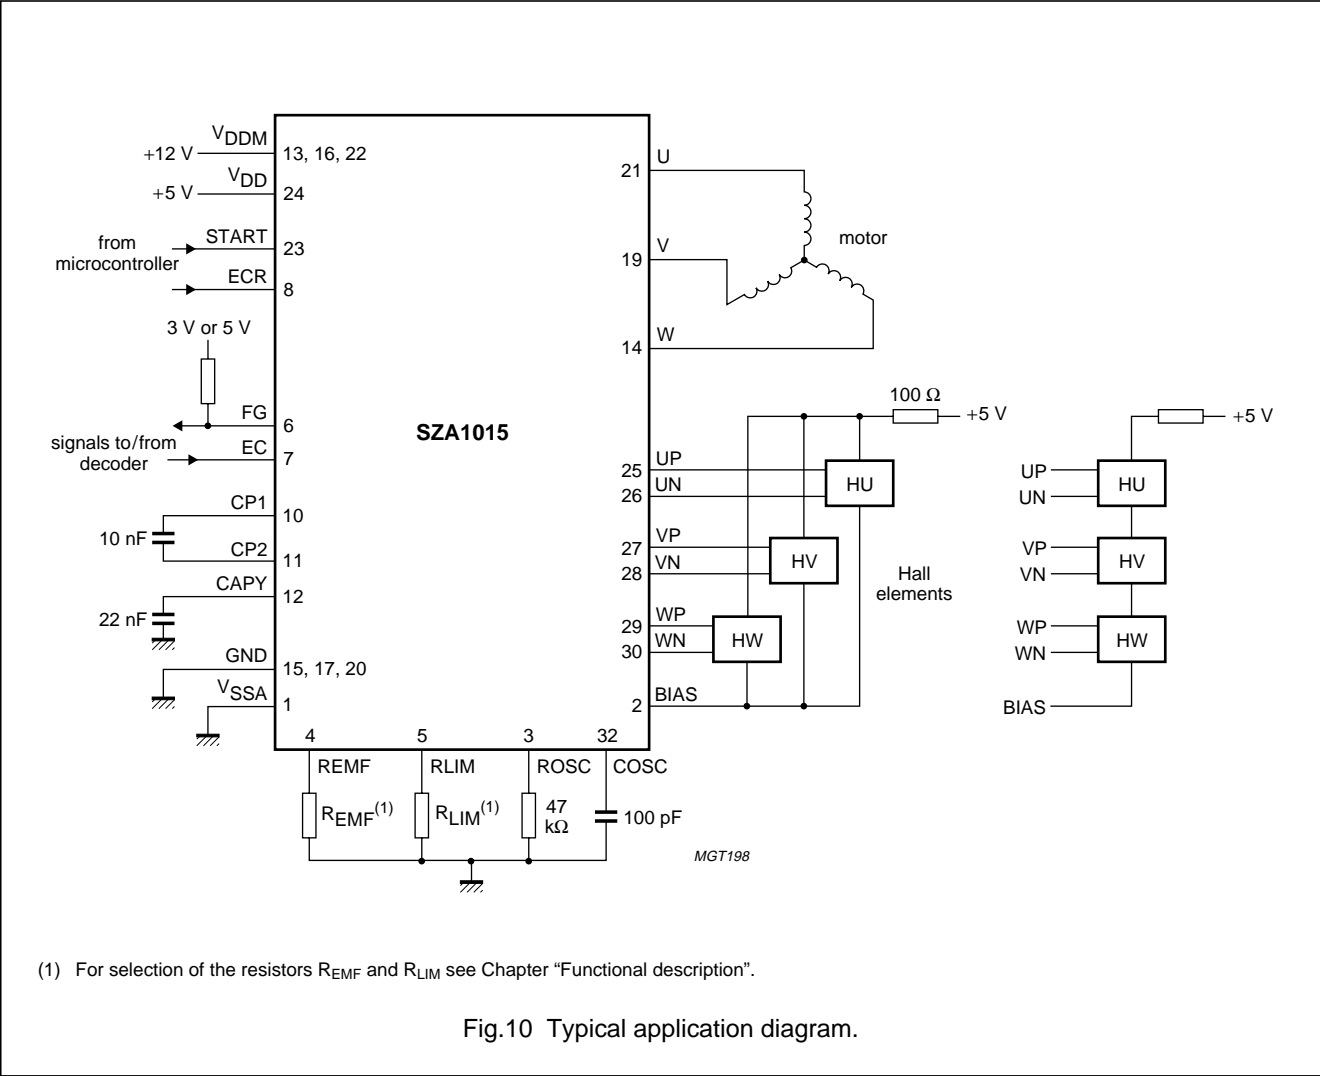 VDDM
+12 V
13, 16, 22
VDD
+5 V
24
from
microcontroller
START
23
ECR
8
3 V or 5 V
FG
6
signals to/from
decoder
EC
7
CP1
10
10 nF
CP2
11
CAPY
12
22 nF
GND
15, 17, 20
VSSA
1
SZA1015
21
U
19
V
14
W
motor
100 Ω
+5 V
25
UP
26
UN
HU
27
VP
28
VN
HV
29
WP
30
WN
HW
2
BIAS
Hall
elements
+5 V
UP
UN
HU
VP
VN
HV
WP
WN
HW
BIAS
4
5
3
32
REMF
RLIM
ROSC
COSC
REMF(1)
RLIM(1)
47
kΩ
100 pF
MGT198
(1) For selection of the resistors REMF and RLIM see Chapter “Functional description”.
Fig.10 Typical application diagram.